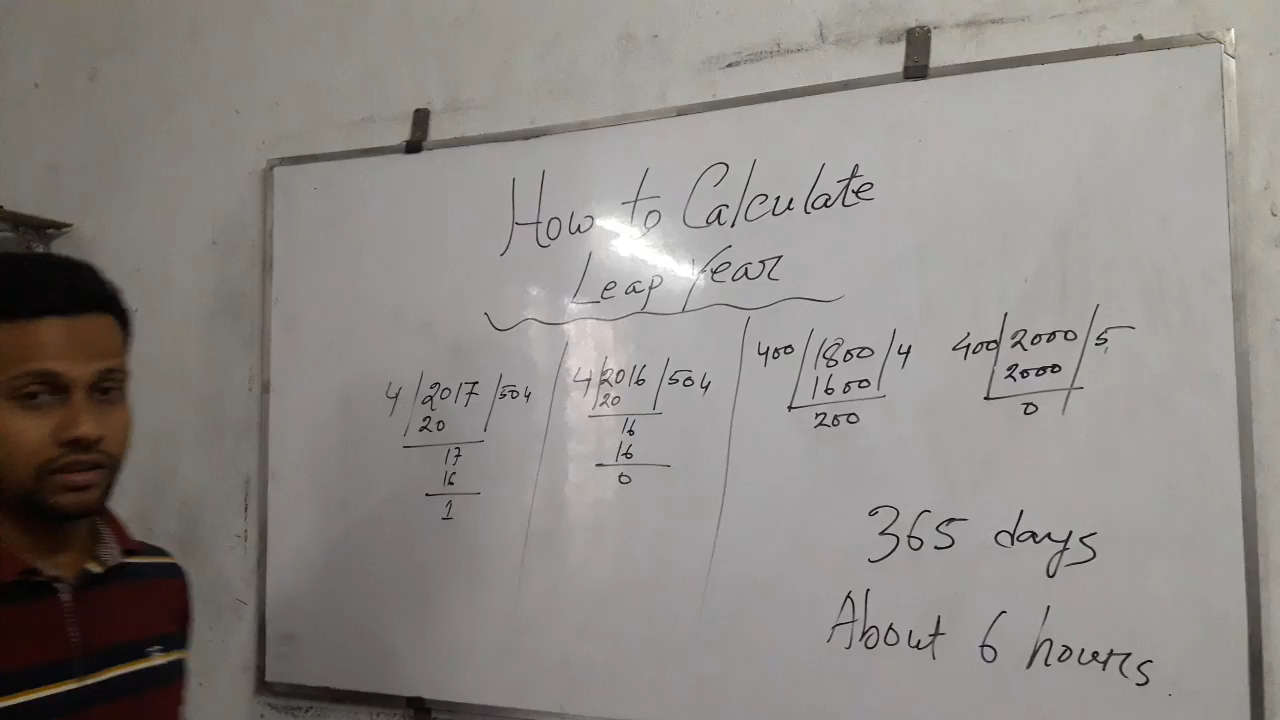 How to Calculate
Leap Year
4 / 2017 / 504
20
17
16
1
4 / 2016 / 504
20
16
16
0
400 / 1800 / 4
1600
200
400 / 2000 / 5
2000
0
365 days
About 6 hours